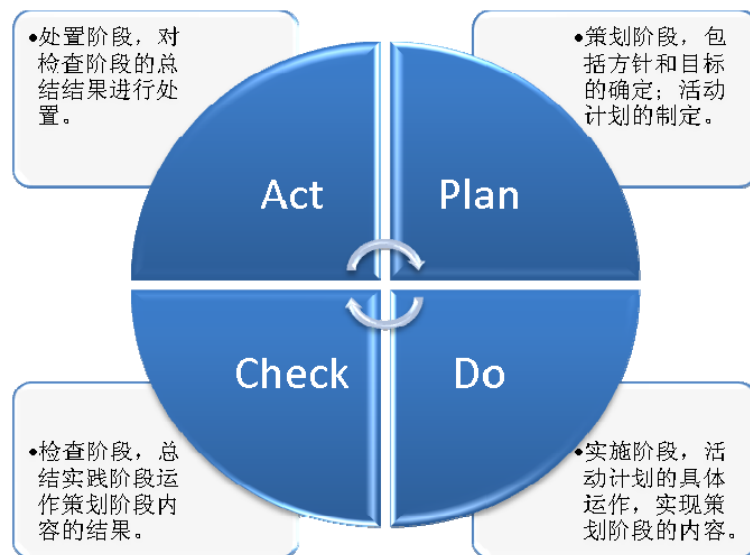 •处置阶段，对
检查阶段的总
结结果进行处
置。
•策划阶段，包
括方针和目标
的确定；活动
计划的制定。
Act
Plan
Check
Do
•检查阶段，总
结实践阶段运
作策划阶段内
容的结果。
•实施阶段，活
动计划的具体
运作，实现策
划阶段的内容。